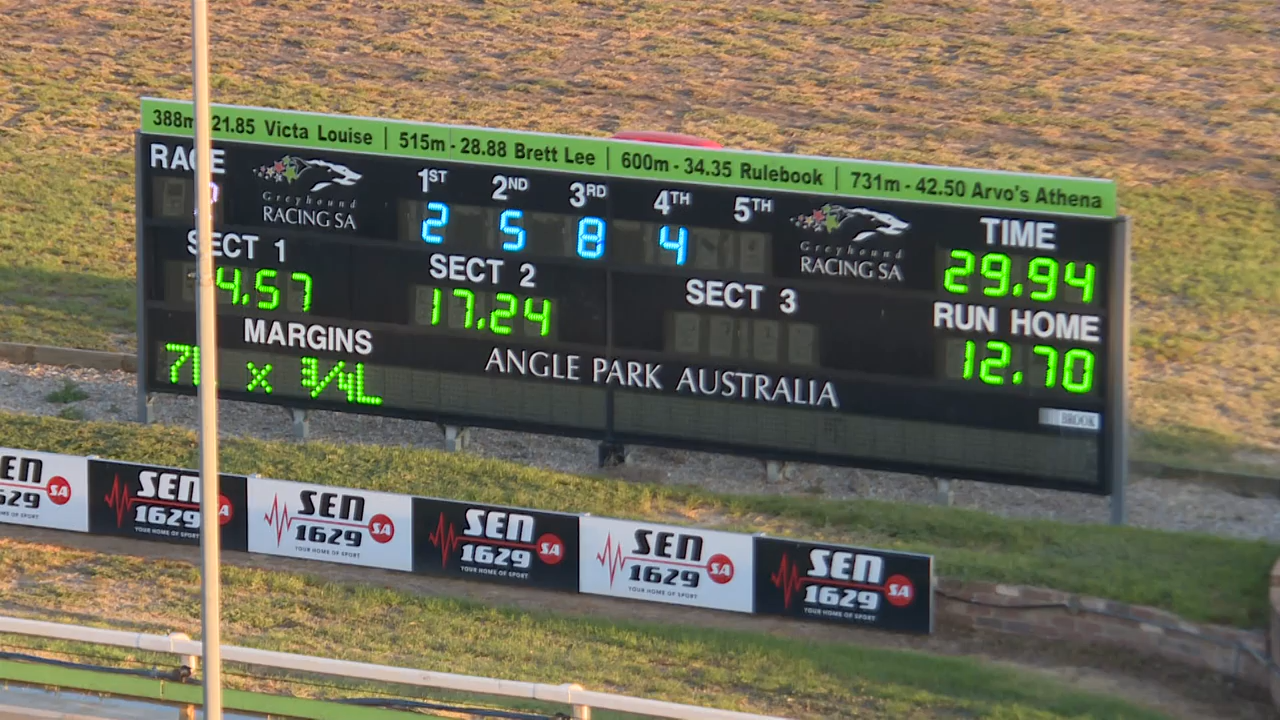 388m 21.85 Victa Louise | 515m - 28.88 Brett Lee | 600m - 34.35 Rulebook | 731m - 42.50 Arvo's Athena
RACE
Greyhound
RACING SA
1ST 2ND 3RD 4TH 5TH
2 5 8 4
Greyhound
RACING SA
TIME
29.94
SECT 1
4.57
SECT 2
17.24
SECT 3
RUN HOME
12.70
MARGINS
7L x 3/4L
ANGLE PARK AUSTRALIA
BROOK
EN
629 SA
YOUR HOME OF SPORT
SEN
1629 SA
YOUR HOME OF SPORT
SEN
1629 SA
YOUR HOME OF SPORT
SEN
1629 SA
YOUR HOME OF SPORT
SEN
1629 SA
YOUR HOME OF SPORT
SEN
1629 SA
YOUR HOME OF SPORT